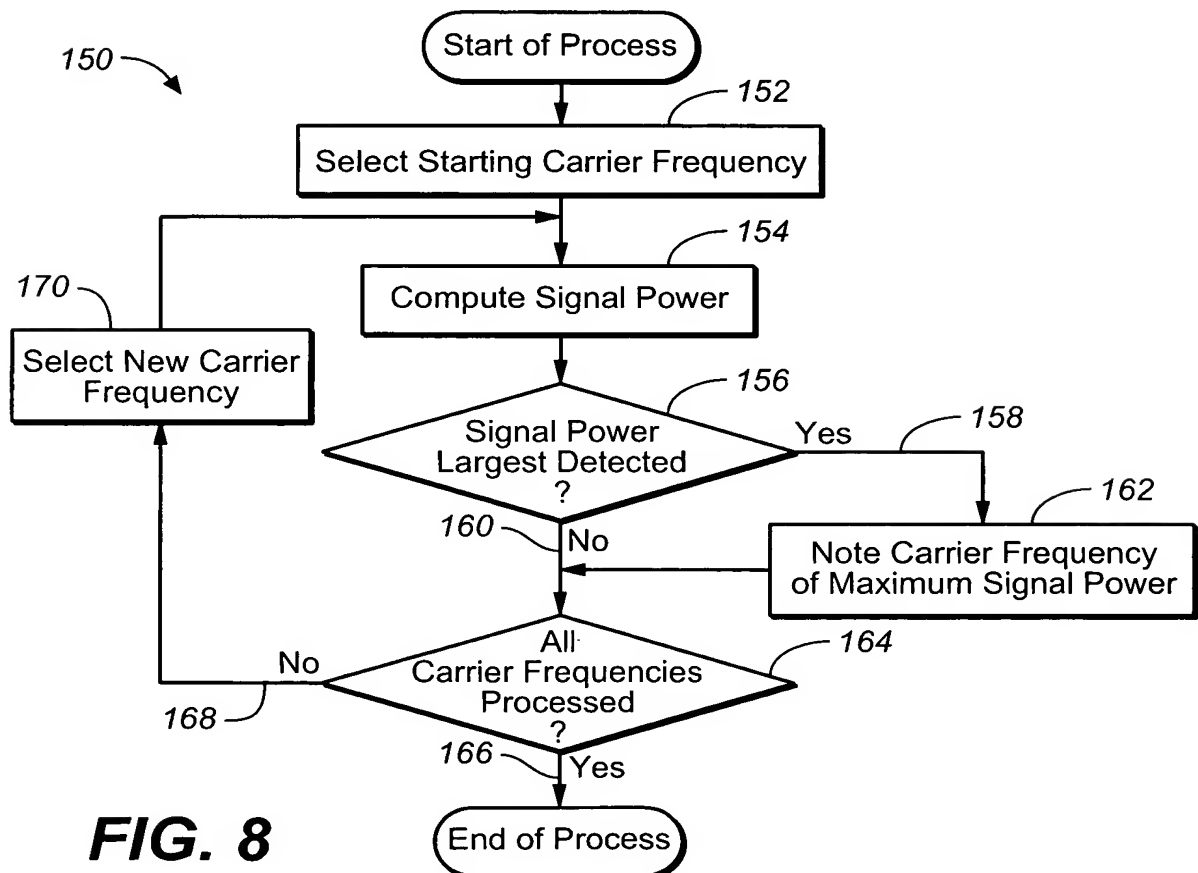 Start of Process
150
152
Select Starting Carrier Frequency
154
Compute Signal Power
170
Select New Carrier
Frequency
156
Signal Power
Largest Detected
?
Yes
158
160
No
162
Note Carrier Frequency
of Maximum Signal Power
All
Carrier Frequencies
Processed
?
164
No
168
166
Yes
End of Process
FIG. 8